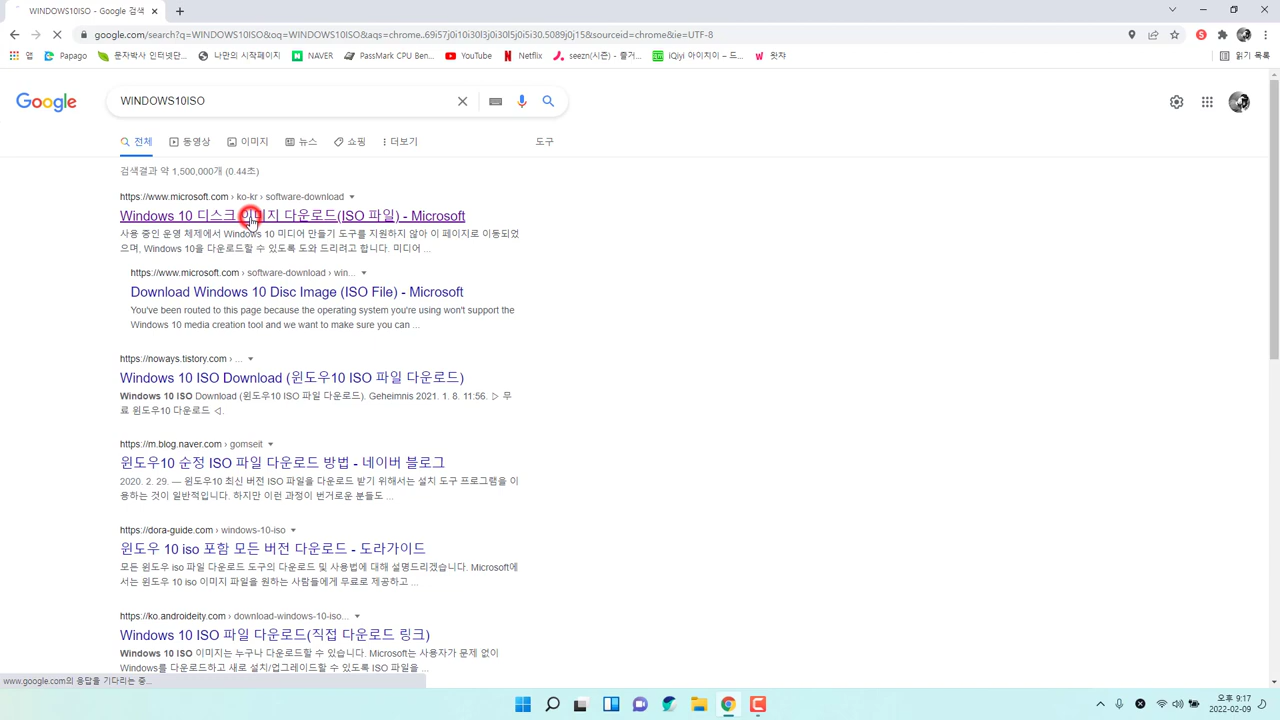 WINDOWS10ISO - Google 검색
google.com/search?q=WINDOWS10ISO&oq=WINDOWS10ISO&aqs=chrome..69i57j0i10i30l3j0i30l5j0i5i30.5089j0j15&sourceid=chrome&ie=UTF-8
앱 Papago 문자박사 인터넷단... 나만의 시작페이지 NAVER PassMark CPU Ben... YouTube Netflix seezn(시즌) - 즐거... iQiyi 아이치이 – 드... 왓챠 읽기 목록
Google
WINDOWS10ISO
전체 동영상 이미지 뉴스 쇼핑 더보기 도구
검색결과 약 1,500,000개 (0.44초)
https://www.microsoft.com › ko-kr › software-download
Windows 10 디스크 이미지 다운로드(ISO 파일) - Microsoft
사용 중인 운영 체제에서 Windows 10 미디어 만들기 도구를 지원하지 않아 이 페이지로 이동되었
으며, Windows 10을 다운로드할 수 있도록 도와 드리려고 합니다. 미디어 ...
https://www.microsoft.com › software-download › win...
Download Windows 10 Disc Image (ISO File) - Microsoft
You've been routed to this page because the operating system you're using won't support the
Windows 10 media creation tool and we want to make sure you can ...
https://noways.tistory.com › ...
Windows 10 ISO Download (윈도우10 ISO 파일 다운로드)
Windows 10 ISO Download (윈도우10 ISO 파일 다운로드). Geheimnis 2021. 1. 8. 11:56. ▷ 무
료 윈도우10 다운로드 ◁.
https://m.blog.naver.com › gomseit
윈도우10 순정 ISO 파일 다운로드 방법 - 네이버 블로그
2020. 2. 29. — 윈도우10 최신 버전 ISO파일을 다운로드 받기 위해서는 설치 도구 프로그램을 이
용하는 것이 일반적입니다. 하지만 이런 과정이 번거로운 분들도 ...
https://dora-guide.com › windows-10-iso
윈도우 10 iso 포함 모든 버전 다운로드 - 도라가이드
모든 윈도우 iso 파일 다운로드 도구의 다운로드 및 사용법에 대해 설명드리겠습니다. Microsoft에
서는 윈도우 10 iso 이미지 파일을 원하는 사람들에게 무료로 제공하고 ...
https://ko.androideity.com › download-windows-10-iso...
Windows 10 ISO 파일 다운로드(직접 다운로드 링크)
Windows 10 ISO 이미지는 누구나 다운로드할 수 있습니다. Microsoft는 사용자가 문제 없이
Windows를 다운로드하고 새로 설치/업그레이드할 수 있도록 ISO 파일을 ...
www.google.com의 응답을 기다리는 중...
오후 9:17
2022-02-09